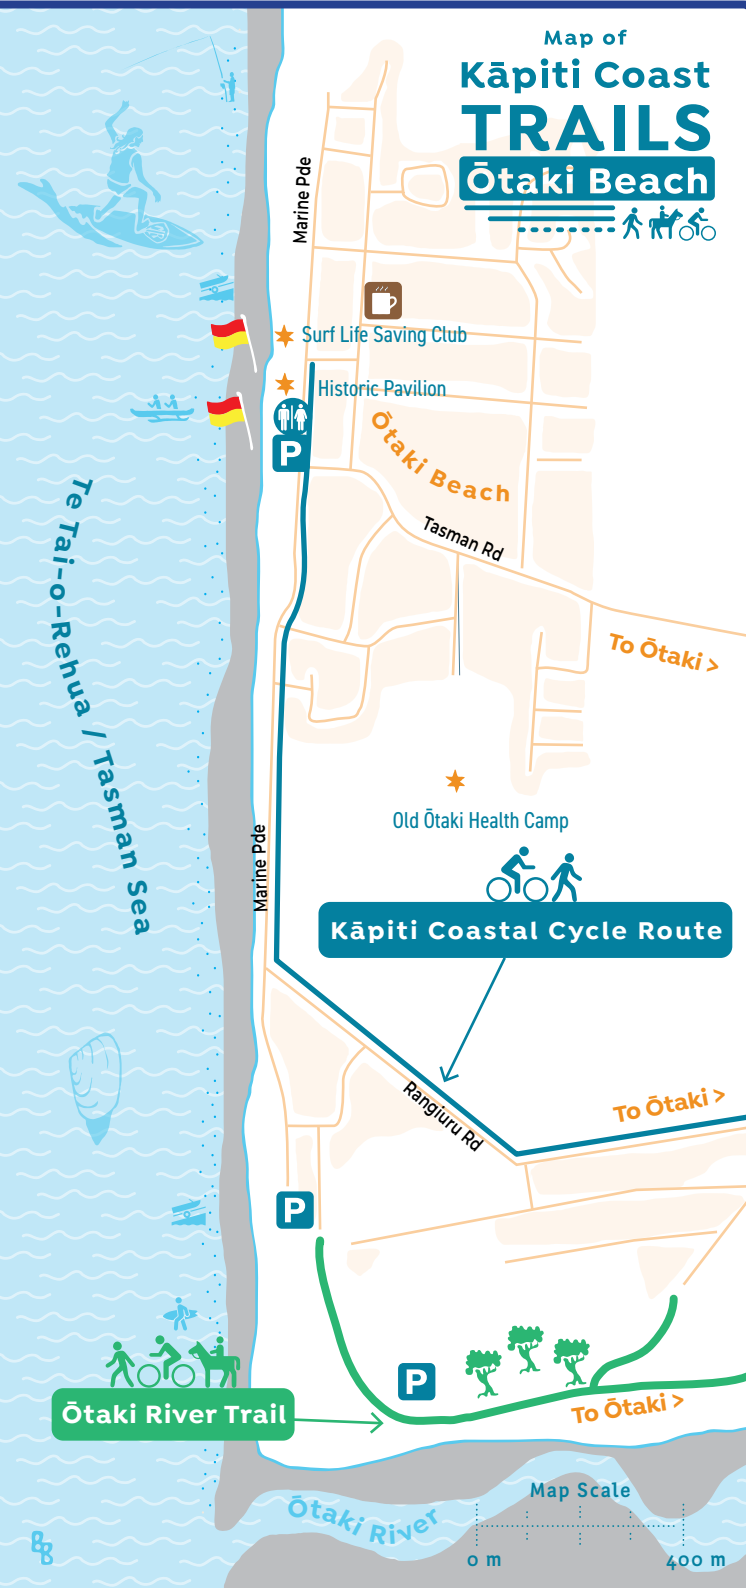 Map of
Kāpiti Coast
TRAILS
Ōtaki Beach
Marine Pde
Surf Life Saving Club
Historic Pavilion
P
Ōtaki Beach
Tasman Rd
Te Tai-o-Rehua / Tasman Sea
To Ōtaki >
Old Ōtaki Health Camp
Marine Pde
Kāpiti Coastal Cycle Route
Rangiuru Rd
To Ōtaki >
P
P
Ōtaki River Trail
To Ōtaki >
Ōtaki River
Map Scale
0 m 400 m
BB